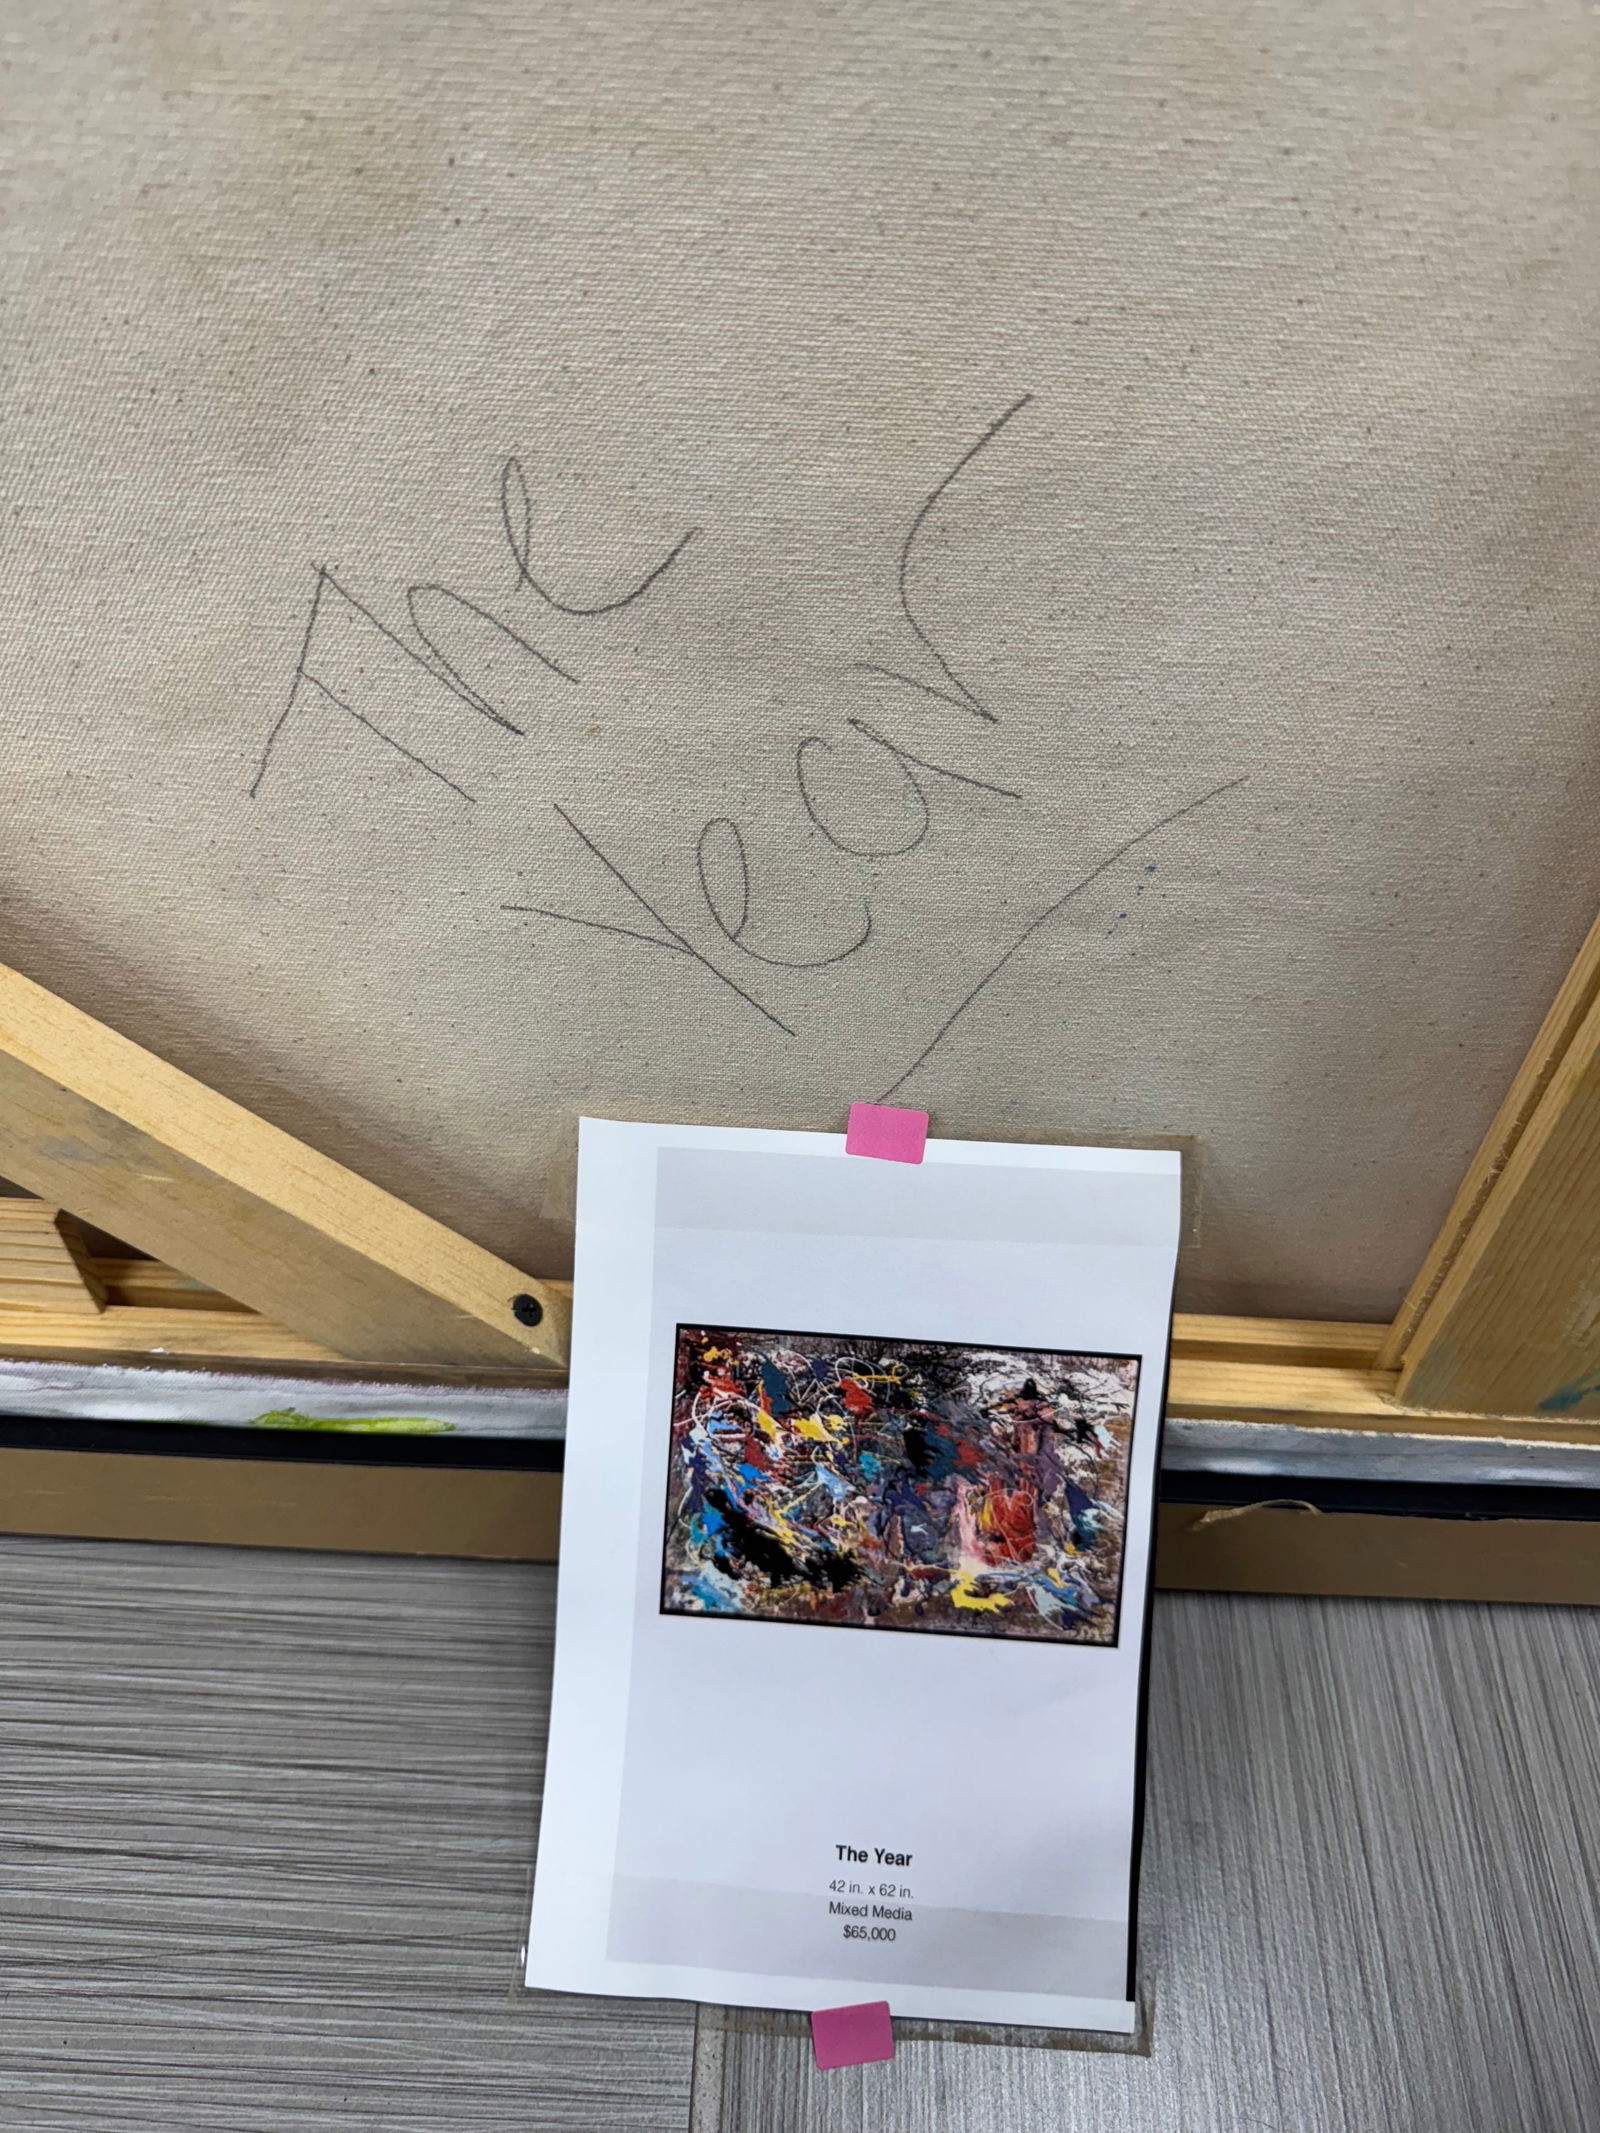 The
Year
The Year
42 in. x 62 in.
Mixed Media
$65,000